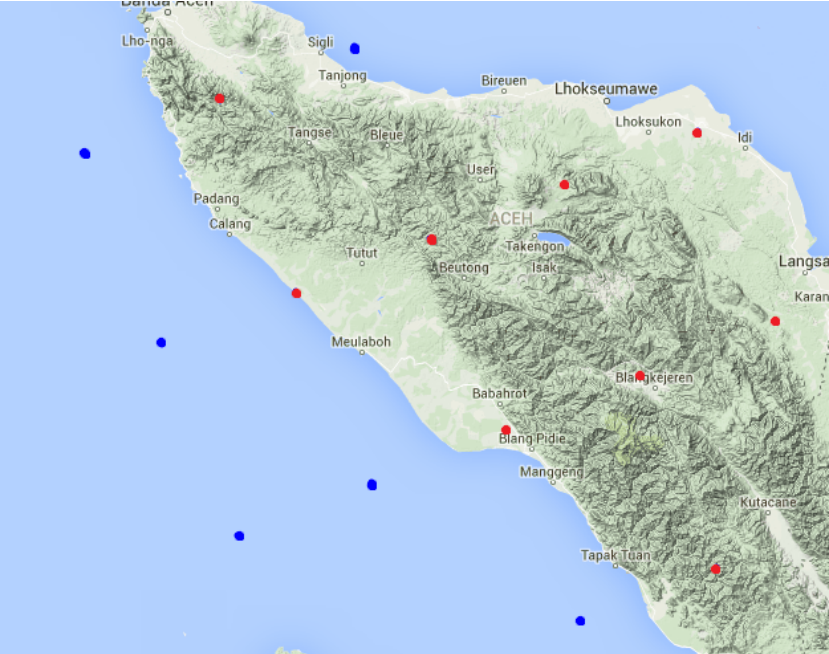 Banda Aceh
Lho-nga
Sigli
Tanjong
Bireuen
Lhokseumawe
Lhoksukon
Idi
Tangse
Bleue
User
Padang
Calang
ACEH
Takengon
Tutut
Beutong
Isak
Langsa
Karan
Meulaboh
Blangkejeren
Babahrot
Blang Pidie
Manggeng
Kutacane
Tapak Tuan